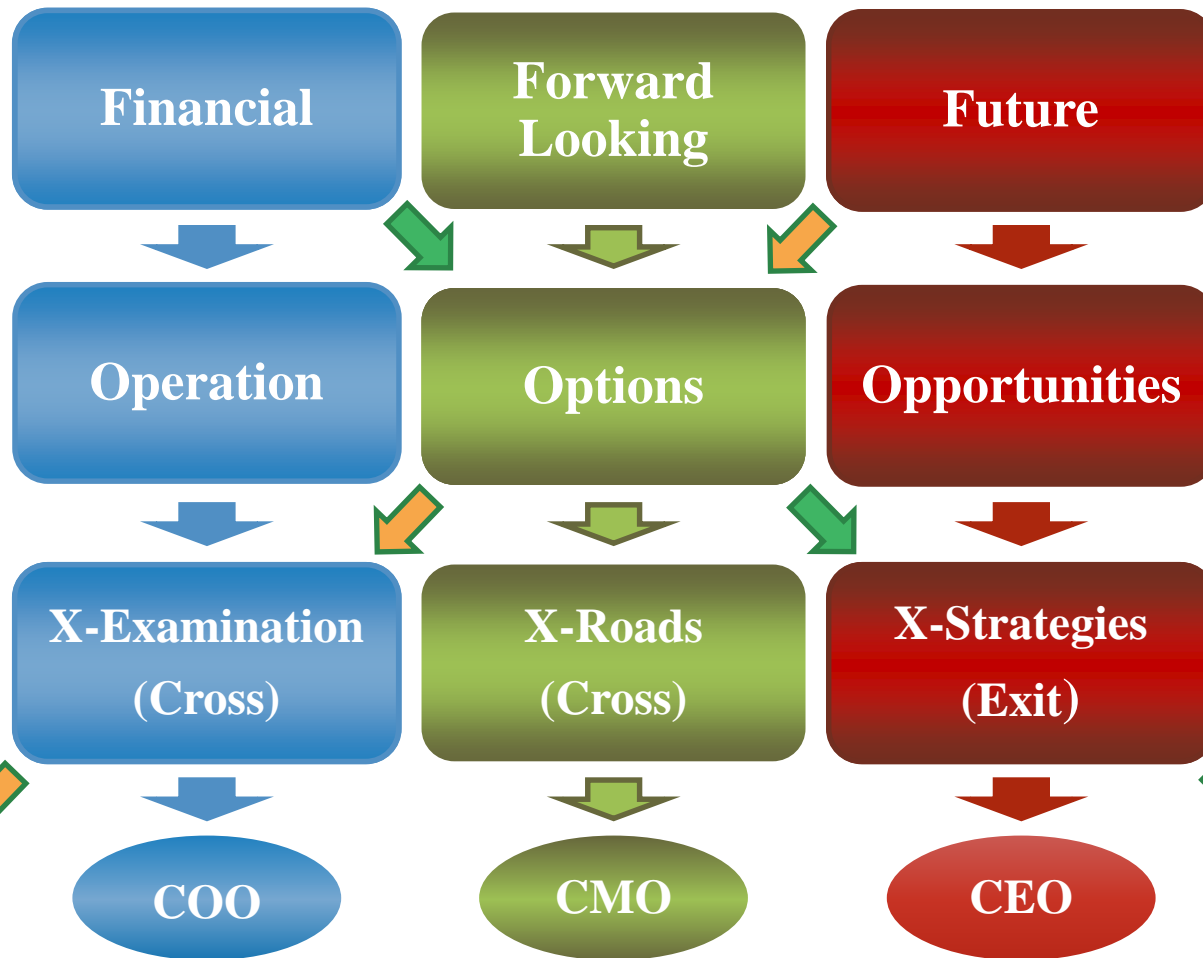 Financial
Forward
Looking
Future
Operation
Options
Opportunities
X-Examination
(Cross)
X-Roads
(Cross)
X-Strategies
(Exit)
COO
CMO
CEO